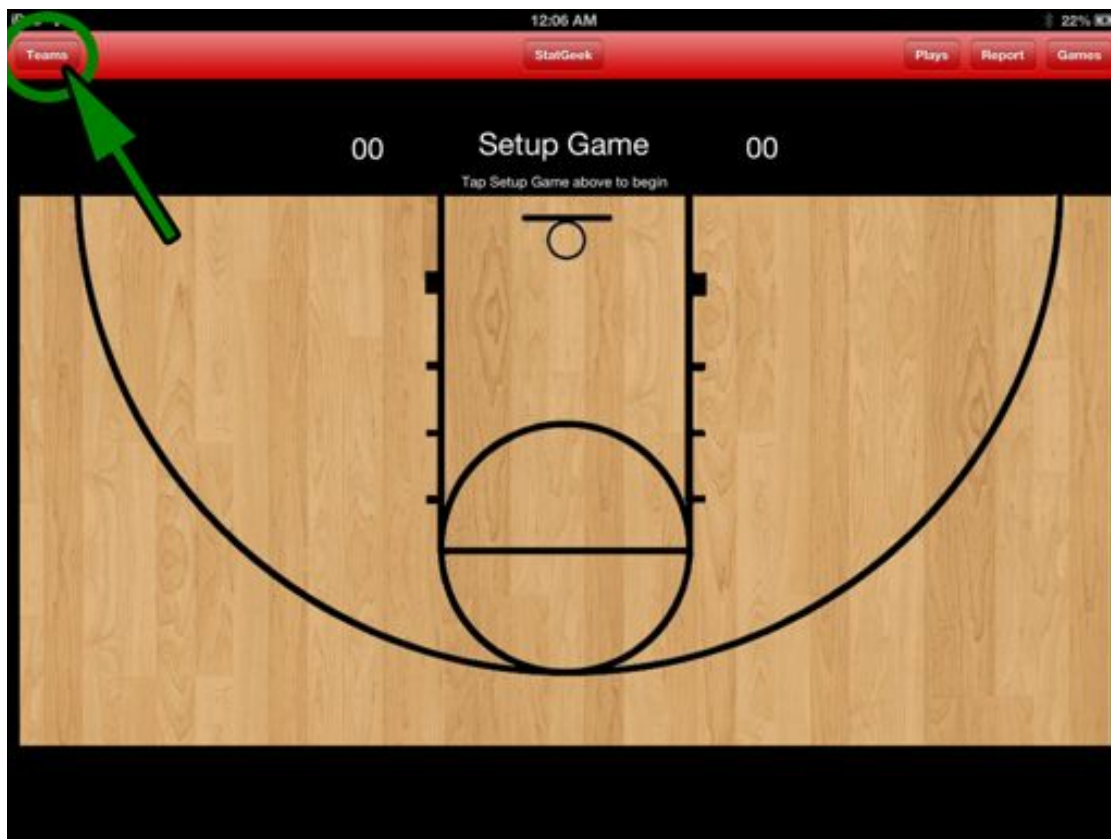 12:06 AM 22%
Teams StatGeek Plays Report Games
00 Setup Game 00
Tap Setup Game above to begin